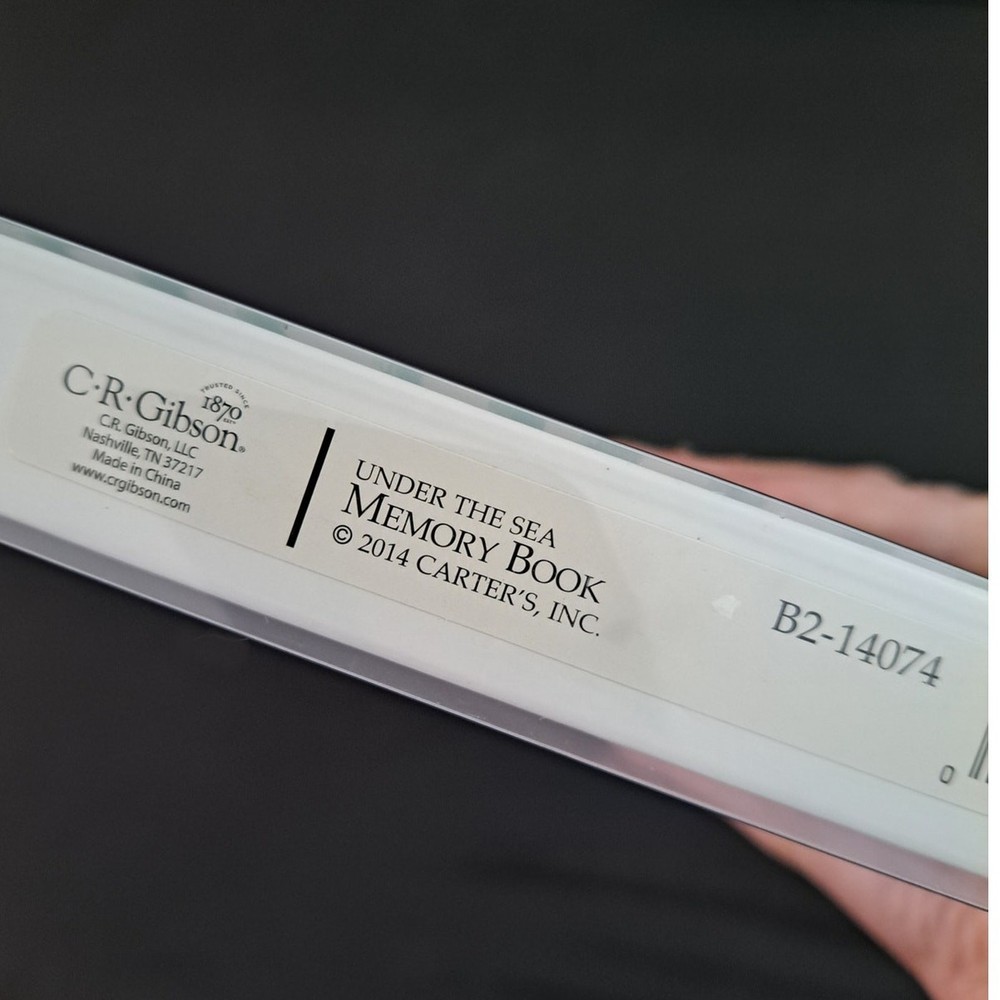 C·R·Gibson®
TRUSTED SINCE
1870
C.R. Gibson, LLC
Nashville, TN 37217
Made in China
www.crgibson.com
UNDER THE SEA
MEMORY BOOK
© 2014 CARTER'S, INC.
B2-14074
0